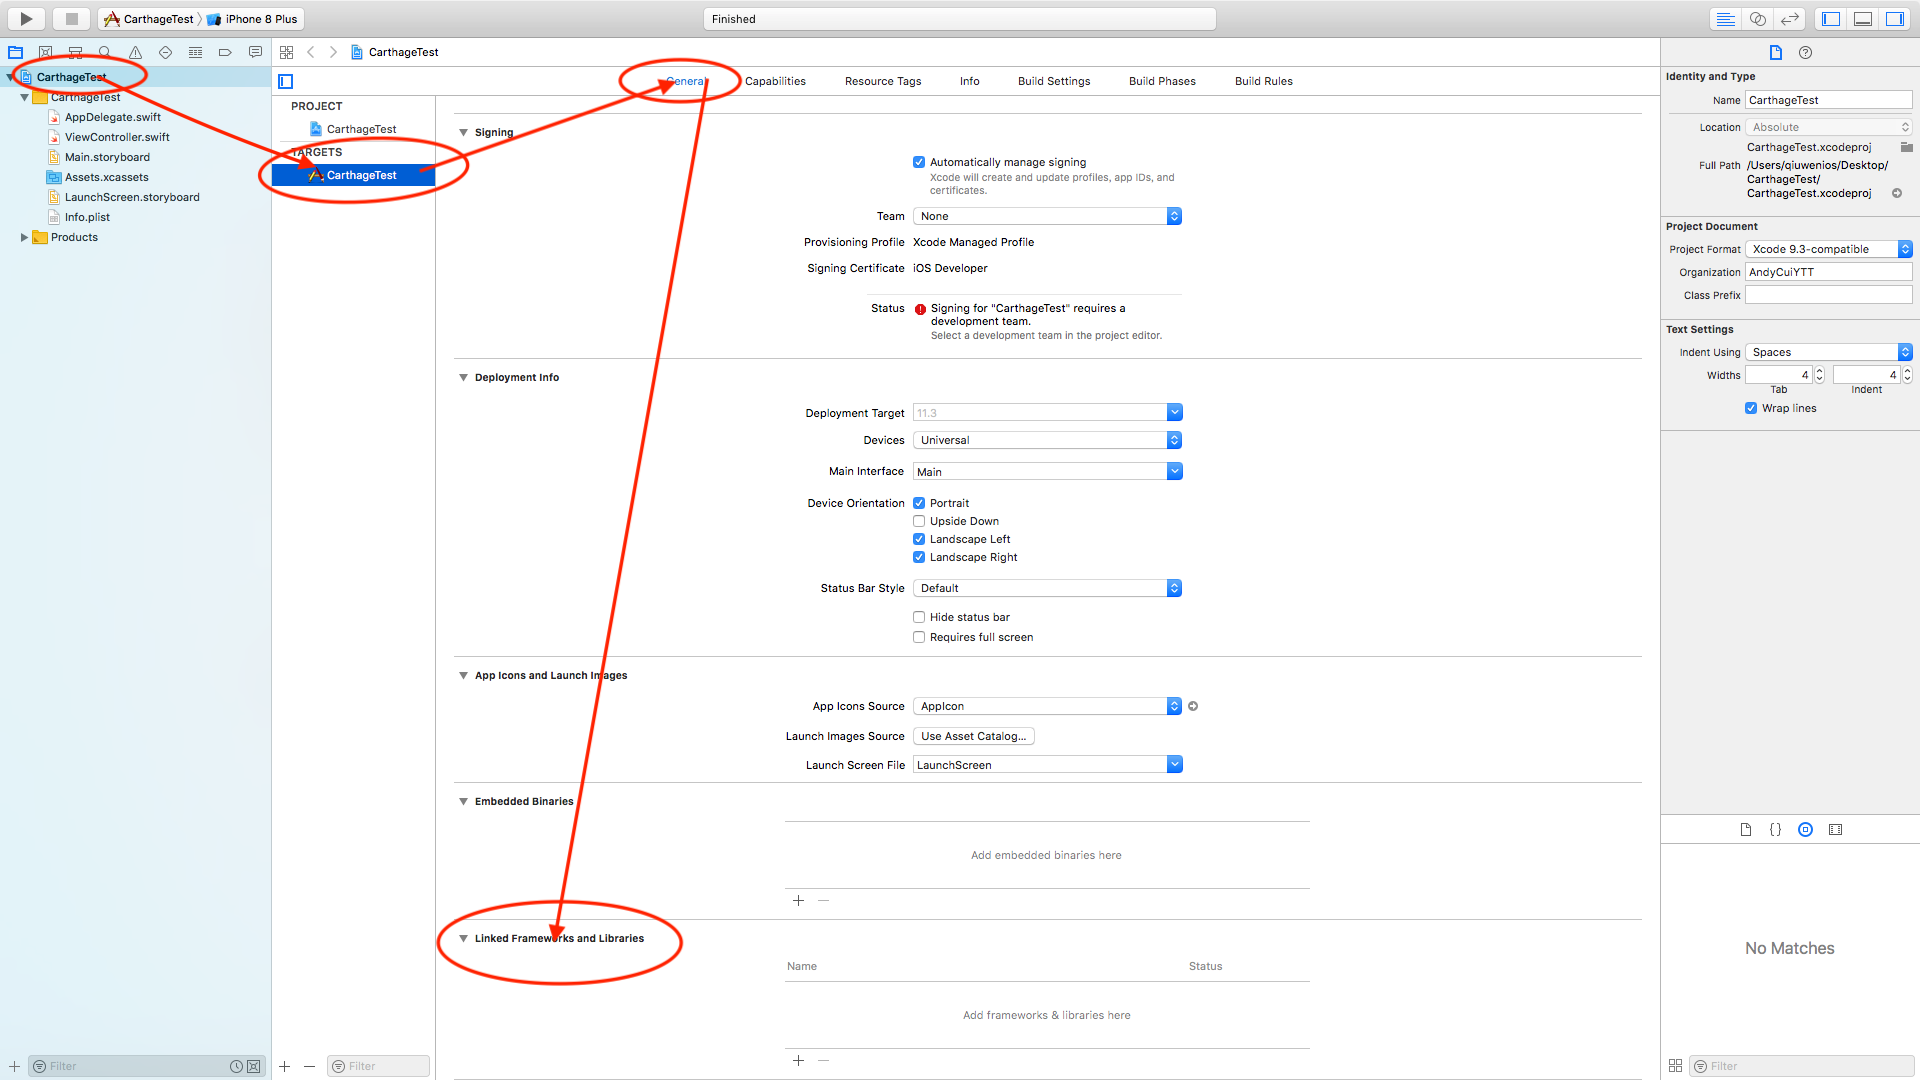 CarthageTest 〉 iPhone 8 Plus
Finished
CarthageTest
CarthageTest
AppDelegate.swift
ViewController.swift
Main.storyboard
Assets.xcassets
LaunchScreen.storyboard
Info.plist
Products
Filter
CarthageTest
General Capabilities Resource Tags Info Build Settings Build Phases Build Rules
PROJECT
CarthageTest
TARGETS
CarthageTest
Filter
Signing
Automatically manage signing
Xcode will create and update profiles, app IDs, and
certificates.
Team None
Provisioning Profile Xcode Managed Profile
Signing Certificate iOS Developer
Status Signing for "CarthageTest" requires a
development team.
Select a development team in the project editor.
Deployment Info
Deployment Target 11.3
Devices Universal
Main Interface Main
Device Orientation Portrait
Upside Down
Landscape Left
Landscape Right
Status Bar Style Default
Hide status bar
Requires full screen
App Icons and Launch Images
App Icons Source AppIcon
Launch Images Source Use Asset Catalog...
Launch Screen File LaunchScreen
Embedded Binaries
Add embedded binaries here
Linked Frameworks and Libraries
Name Status
Add frameworks & libraries here
Identity and Type
Name CarthageTest
Location Absolute
CarthageTest.xcodeproj
Full Path /Users/qiuwenios/Desktop/
CarthageTest/
CarthageTest.xcodeproj
Project Document
Project Format Xcode 9.3-compatible
Organization AndyCuiYTT
Class Prefix
Text Settings
Indent Using Spaces
Widths 4 4
Tab Indent
Wrap lines
No Matches
Filter